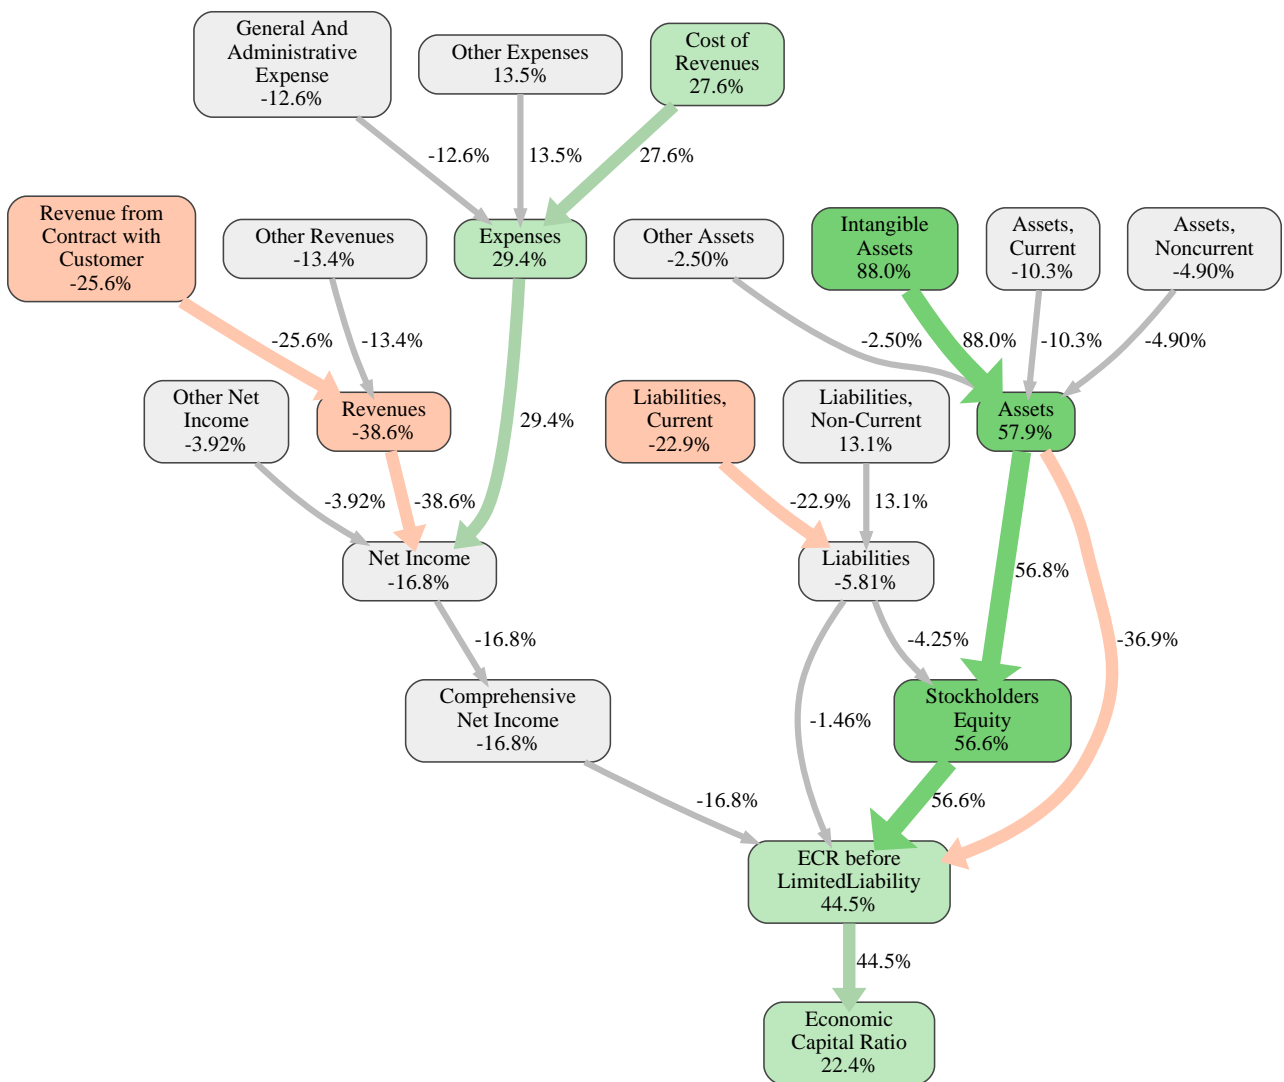 General And
Administrative
Expense
-12.6%
Other Expenses
13.5%
Cost of
Revenues
27.6%
-12.6%
13.5%
27.6%
Revenue from
Contract with
Customer
-25.6%
Other Revenues
-13.4%
Expenses
29.4%
Other Assets
-2.50%
Intangible
Assets
88.0%
Assets,
Current
-10.3%
Assets,
Noncurrent
-4.90%
-25.6%
-13.4%
29.4%
-2.50%
88.0%
-10.3%
-4.90%
Other Net
Income
-3.92%
Revenues
-38.6%
Liabilities,
Current
-22.9%
Liabilities,
Non-Current
13.1%
Assets
57.9%
-3.92%
-38.6%
-22.9%
13.1%
56.8%
-36.9%
Net Income
-16.8%
Liabilities
-5.81%
-16.8%
-4.25%
-1.46%
Comprehensive
Net Income
-16.8%
Stockholders
Equity
56.6%
-16.8%
56.6%
ECR before
LimitedLiability
44.5%
44.5%
Economic
Capital Ratio
22.4%